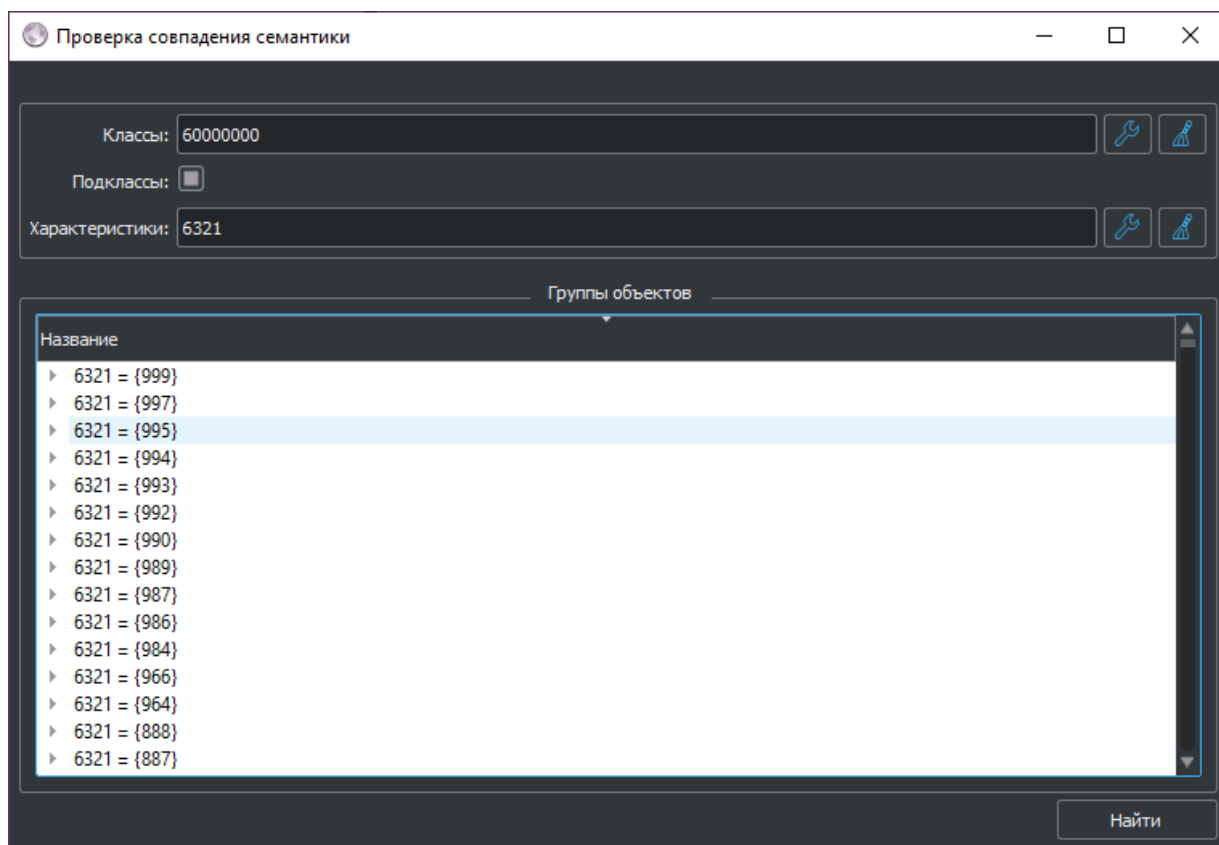 Проверка совпадения семантики
Классы: 60000000
Подклассы:
Характеристики: 6321
Группы объектов
Название
6321 = {999}
6321 = {997}
6321 = {995}
6321 = {994}
6321 = {993}
6321 = {992}
6321 = {990}
6321 = {989}
6321 = {987}
6321 = {986}
6321 = {984}
6321 = {966}
6321 = {964}
6321 = {888}
6321 = {887}
Найти